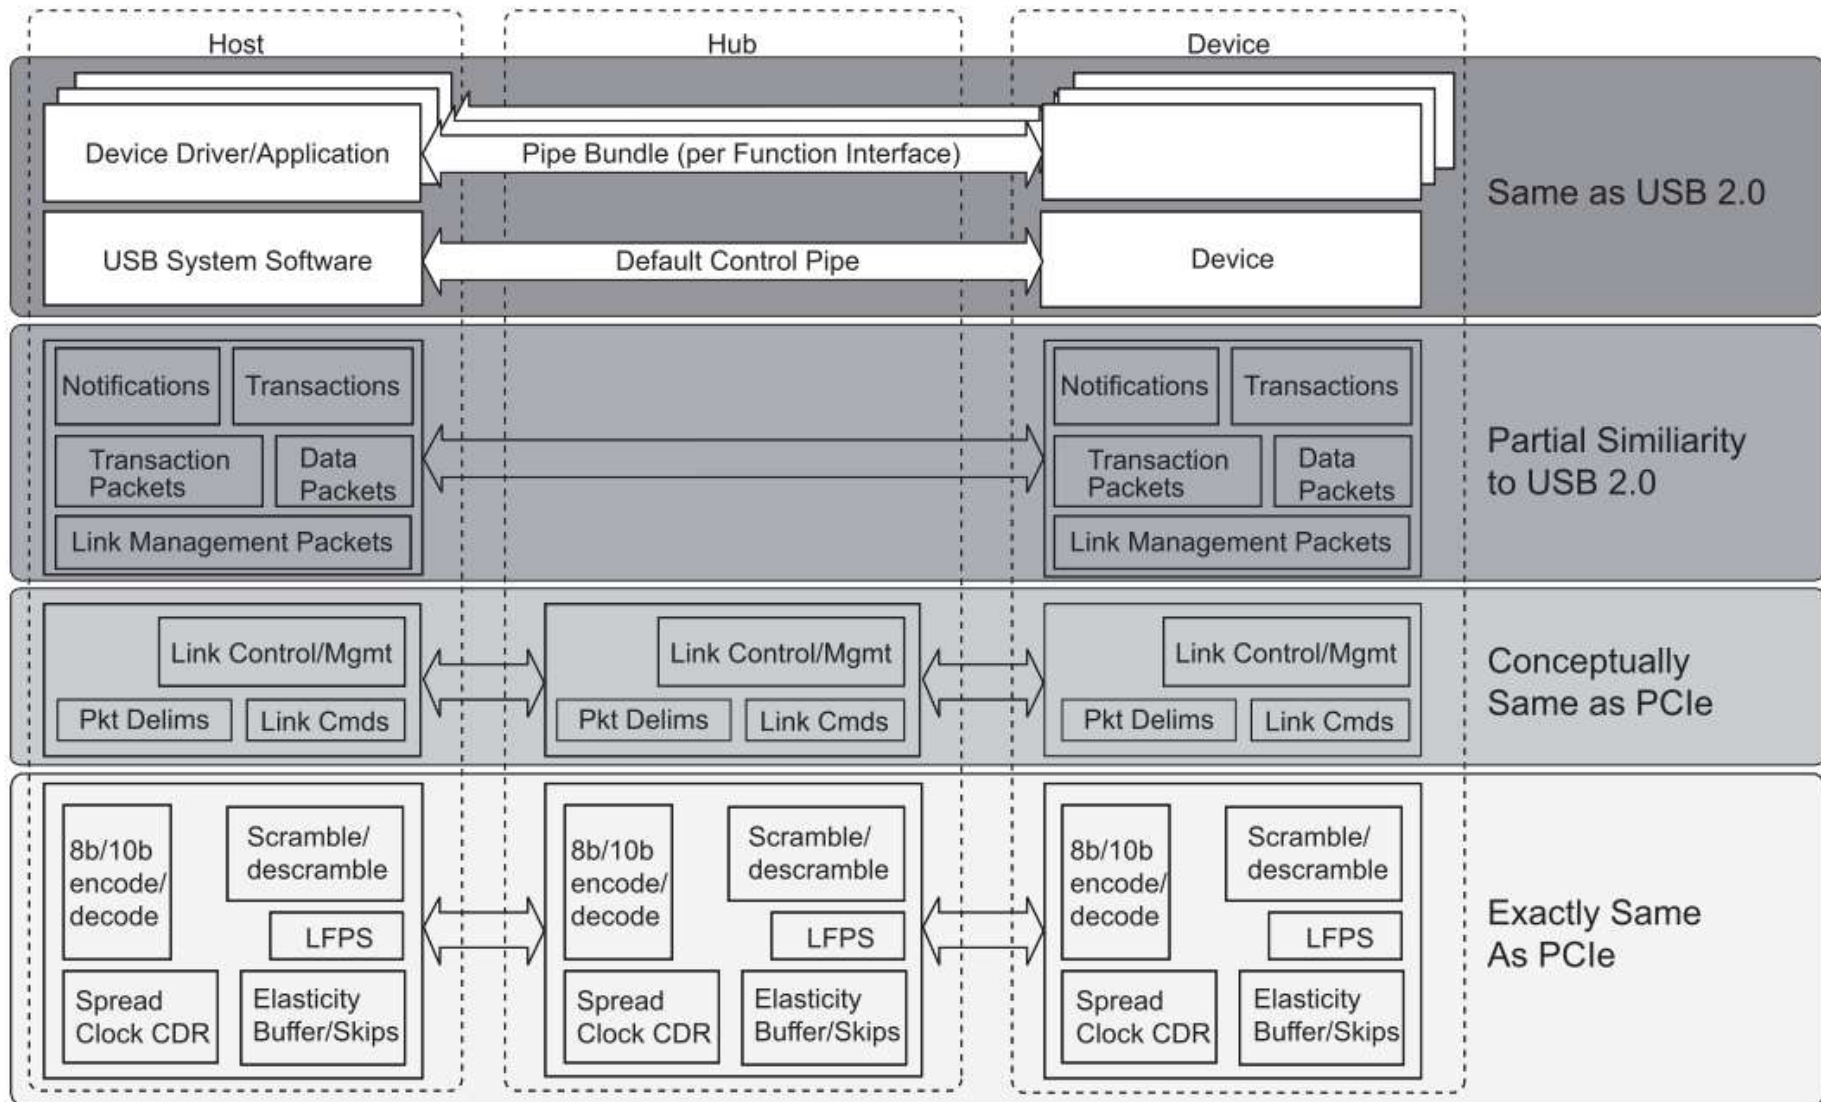 Host
Hub
Device
Device Driver/Application
Pipe Bundle (per Function Interface)
Same as USB 2.0
USB System Software
Default Control Pipe
Device
Notifications
Transactions
Transaction
Packets
Data
Packets
Link Management Packets
Notifications
Transactions
Transaction
Packets
Data
Packets
Link Management Packets
Partial Similiarity
to USB 2.0
Link Control/Mgmt
Pkt Delims
Link Cmds
Link Control/Mgmt
Pkt Delims
Link Cmds
Link Control/Mgmt
Pkt Delims
Link Cmds
Conceptually
Same as PCIe
8b/10b
encode/
decode
Scramble/
descramble
LFPS
Spread
Clock CDR
Elasticity
Buffer/Skips
8b/10b
encode/
decode
Scramble/
descramble
LFPS
Spread
Clock CDR
Elasticity
Buffer/Skips
8b/10b
encode/
decode
Scramble/
descramble
LFPS
Spread
Clock CDR
Elasticity
Buffer/Skips
Exactly Same
As PCIe